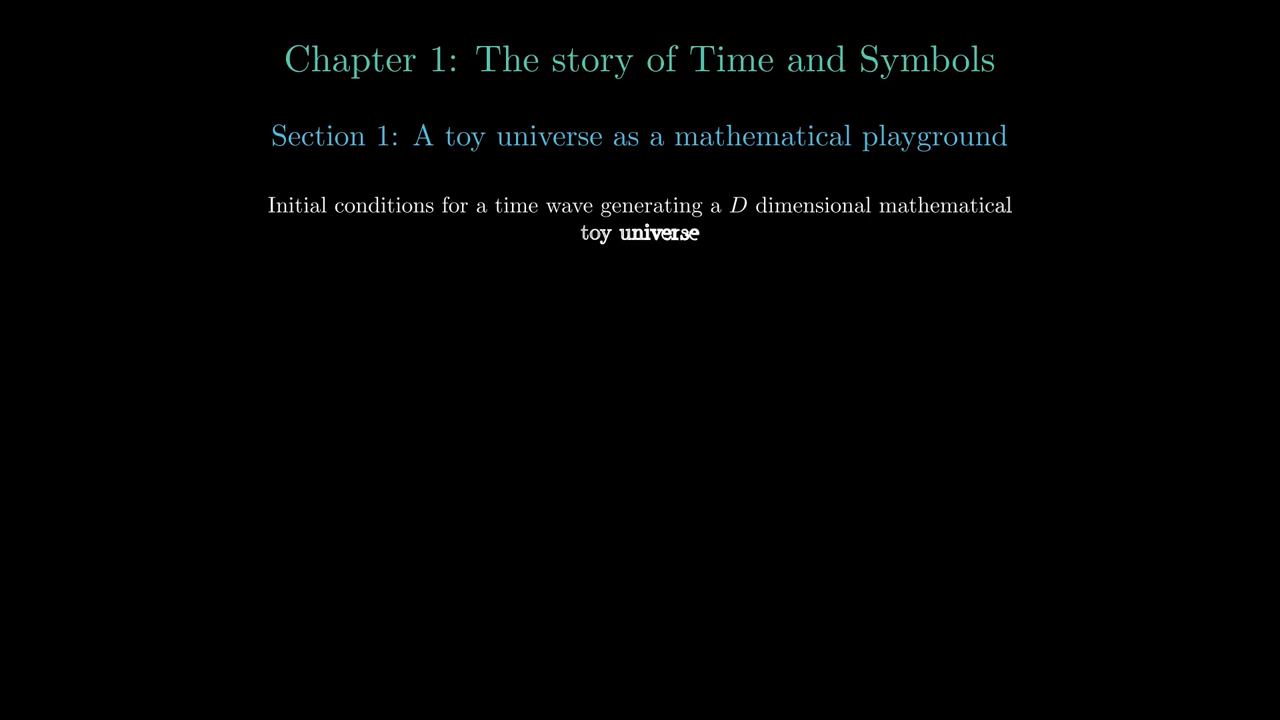 Chapter 1: The story of Time and Symbols
Section 1: A toy universe as a mathematical playground
Initial conditions for a time wave generating a D dimensional mathematical
toy universe